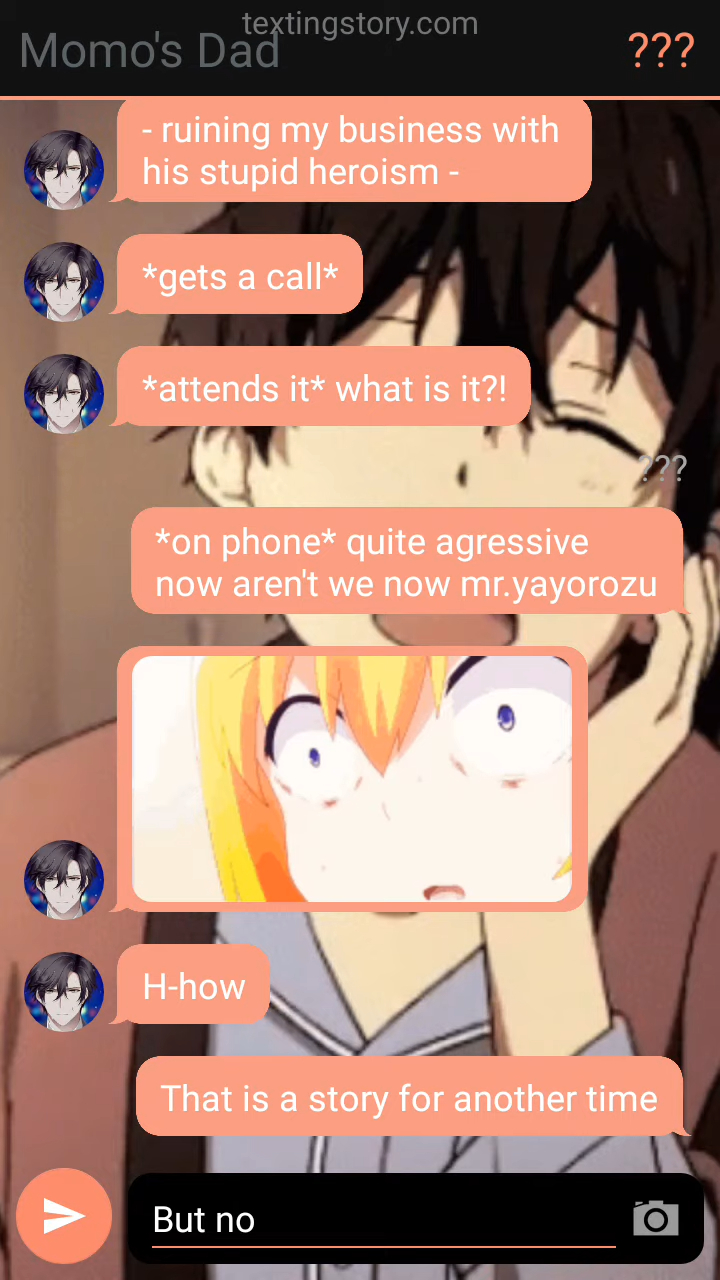 textingstory.com
Momo's Dad
???
- ruining my business with
his stupid heroism -
*gets a call*
*attends it* what is it?!
???
*on phone* quite agressive
now aren't we now mr.yayorozu
H-how
That is a story for another time
But no